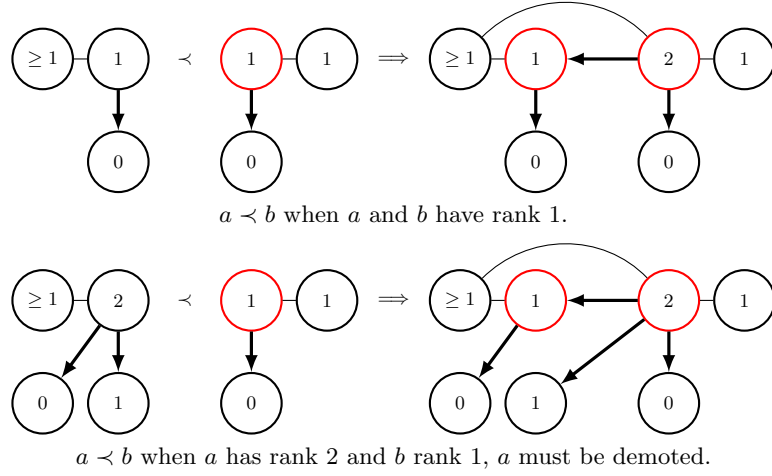 ≥ 1 1 ≺ 1 1 ⟹ ≥ 1 1 2 1
0 0 0 0
a ≺ b when a and b have rank 1.
≥ 1 2 ≺ 1 1 ⟹ ≥ 1 1 2 1
0 1 0 0 1 0
a ≺ b when a has rank 2 and b rank 1, a must be demoted.